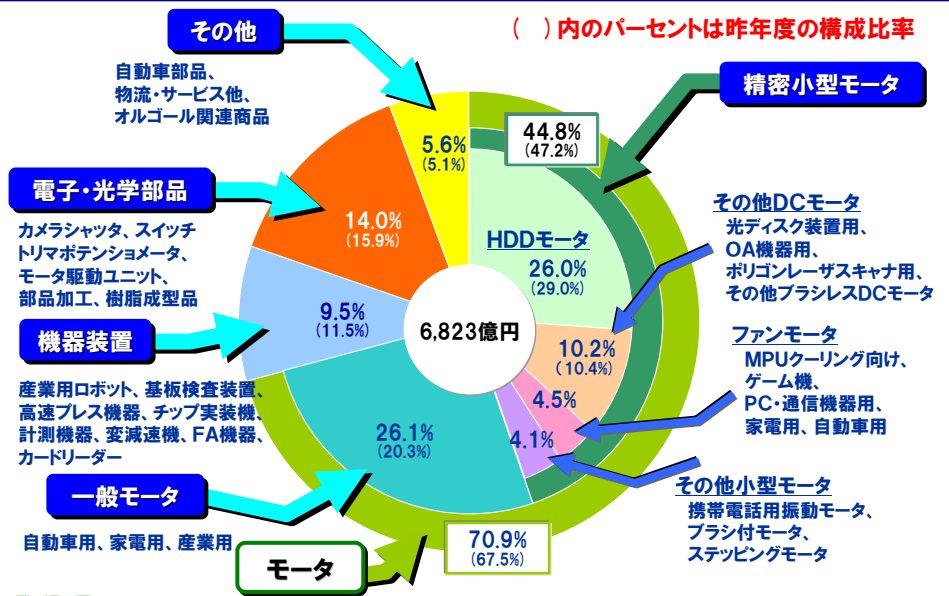 ( )内のパーセントは昨年度の構成比率
その他
自動車部品、
物流・サービス他、
オルゴール関連商品
5.6%
(5.1%)
精密小型モータ
44.8%
(47.2%)
電子・光学部品
カメラシャッタ、スイッチ
トリマポテンショメータ、
モータ駆動ユニット、
部品加工、樹脂成型品
14.0%
(15.9%)
HDDモータ
26.0%
(29.0%)
その他DCモータ
光ディスク装置用、
OA機器用、
ポリゴンレーザスキャナ用、
その他ブラシレスDCモータ
10.2%
(10.4%)
機器装置
産業用ロボット、基板検査装置、
高速プレス機器、チップ実装機、
計測機器、変減速機、FA機器、
カードリーダー
9.5%
(11.5%)
6,823億円
ファンモータ
MPUクーリング向け、
ゲーム機、
PC・通信機器用、
家電用、自動車用
4.5%
4.1%
その他小型モータ
携帯電話用振動モータ、
ブラシ付モータ、
ステッピングモータ
26.1%
(20.3%)
一般モータ
自動車用、家電用、産業用
モータ
70.9%
(67.5%)